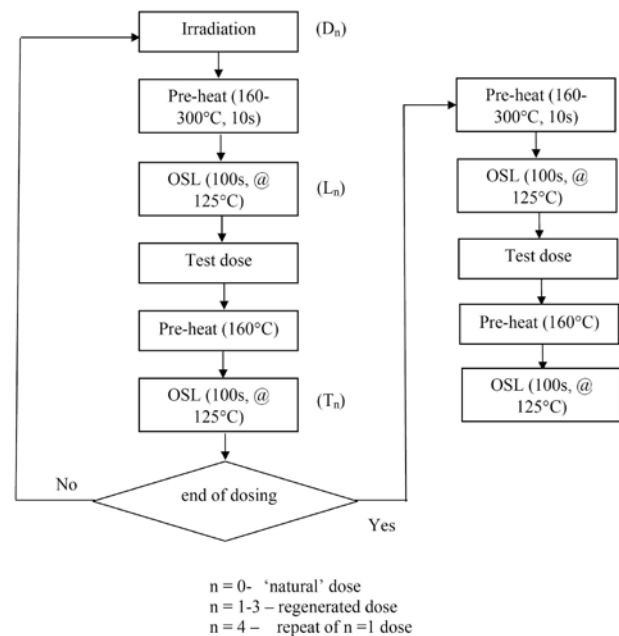 Irradiation
(Dₙ)
Pre-heat (160-
300°C, 10s)
OSL (100s, @
125°C)
(Lₙ)
Test dose
Pre-heat (160°C)
OSL (100s, @
125°C)
(Tₙ)
end of dosing
No
Yes
Pre-heat (160-
300°C, 10s)
OSL (100s, @
125°C)
Test dose
Pre-heat (160°C)
OSL (100s, @
125°C)
n = 0-  ‘natural’ dose
n = 1-3 – regenerated dose
n = 4 –   repeat of n =1 dose